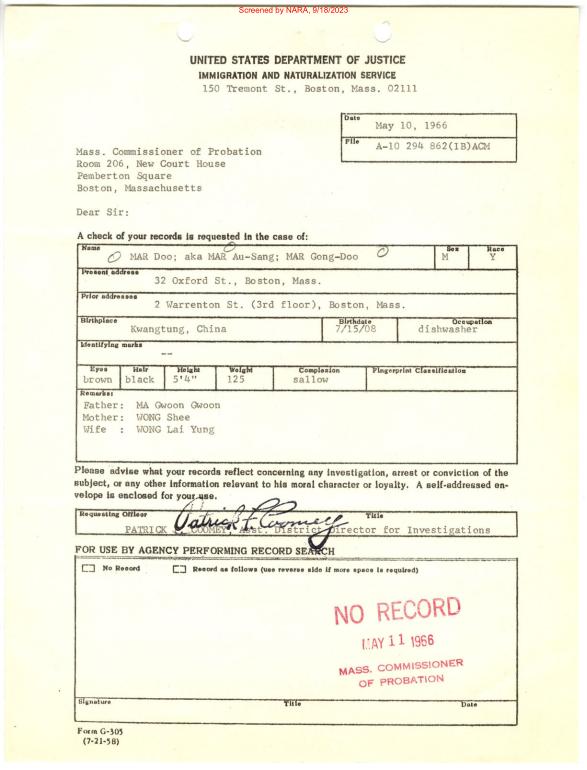 Screened by NARA, 9/18/2023
UNITED STATES DEPARTMENT OF JUSTICE
IMMIGRATION AND NATURALIZATION SERVICE
150 Tremont St., Boston, Mass. 02111
Date
May 10, 1966
File
A-10 294 862(IB)ACM
Mass. Commissioner of Probation
Room 206, New Court House
Pemberton Square
Boston, Massachusetts
Dear Sir:
A check of your records is requested in the case of:
Name Sex Race
MAR Doo; aka MAR Au-Sang; MAR Gong-Doo M Y
Present address
32 Oxford St., Boston, Mass.
Prior addresses
2 Warrenton St. (3rd floor), Boston, Mass.
Birthplace Birthdate Occupation
Kwangtung, China 7/15/08 dishwasher
Identifying marks
--
Eyes Hair Height Weight Complexion Fingerprint Classification
brown black 5'4" 125 sallow
Remarks:
Father: MA Gwoon Gwoon
Mother: WONG Shee
Wife : WONG Lai Yung
Please advise what your records reflect concerning any investigation, arrest or conviction of the
subject, or any other information relevant to his moral character or loyalty. A self-addressed en-
velope is enclosed for your use.
Requesting Officer Title
Patrick F. Coomey
PATRICK COOMEY, Asst. District Director for Investigations
FOR USE BY AGENCY PERFORMING RECORD SEARCH
No Record Record as follows (use reverse side if more space is required)
NO RECORD
MAY 11 1966
MASS. COMMISSIONER
OF PROBATION
Signature Title Date
Form G-305
(7-21-58)